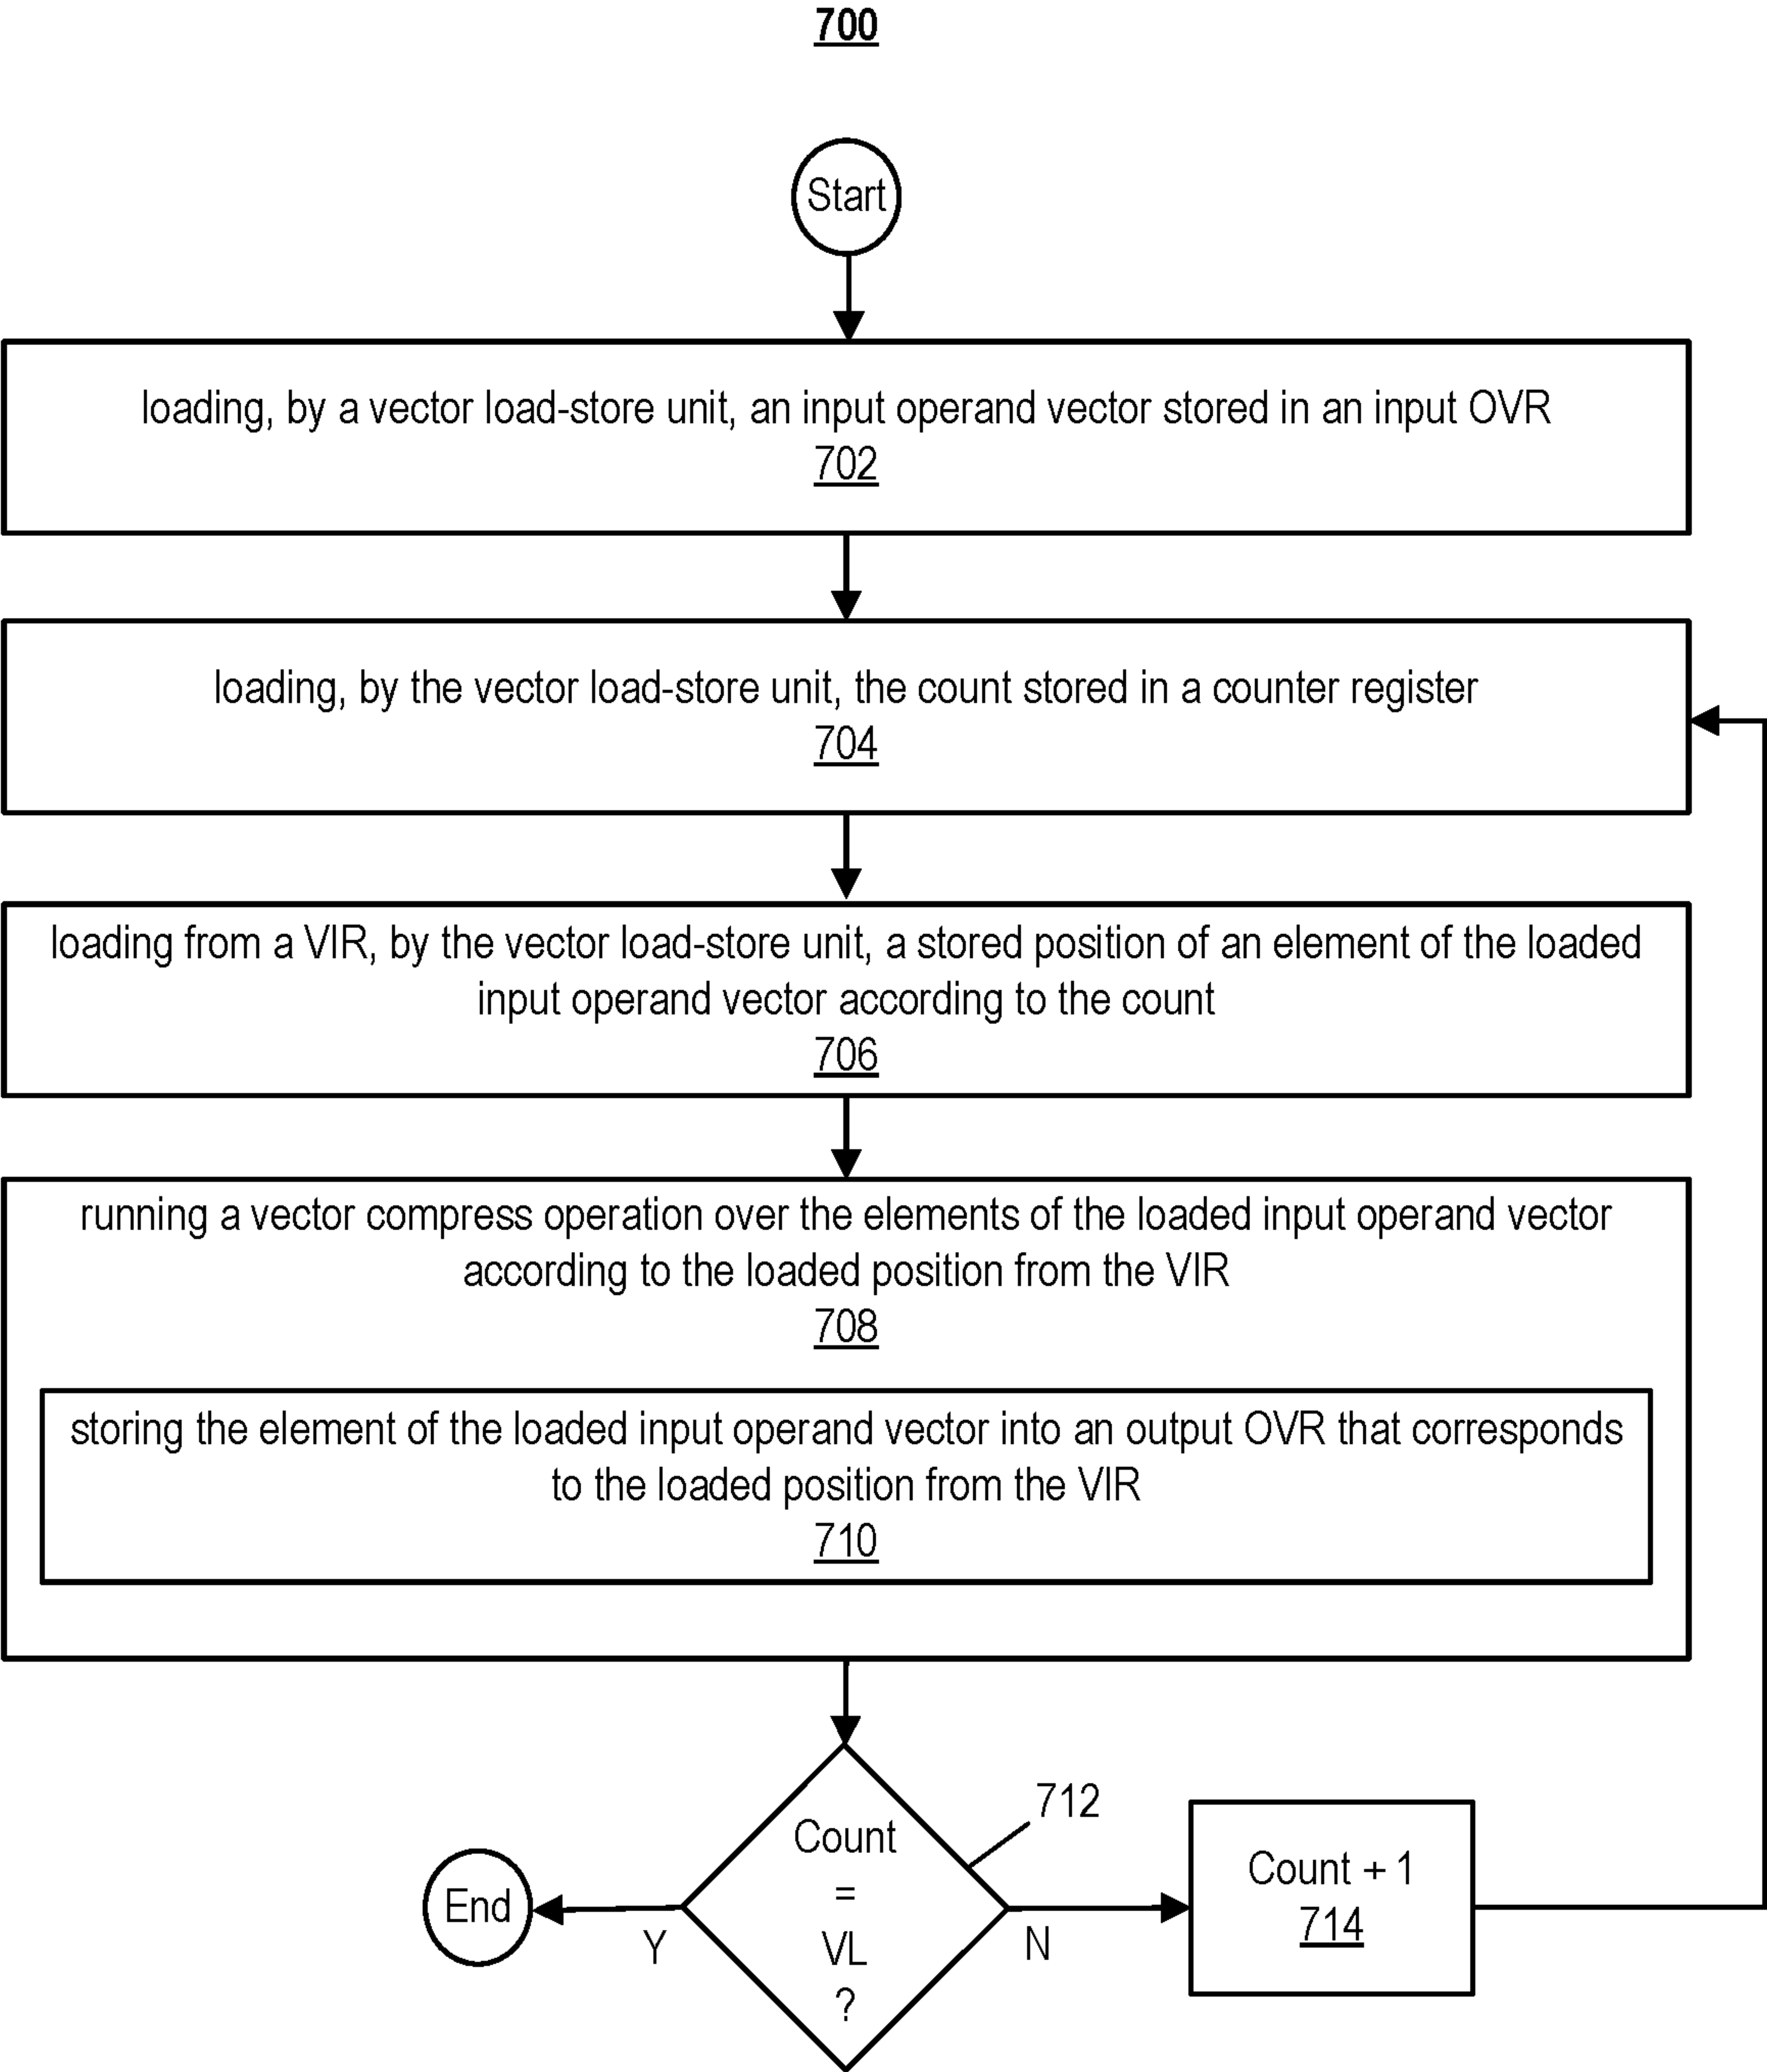 700
Start
loading, by a vector load-store unit, an input operand vector stored in an input OVR
702
loading, by the vector load-store unit, the count stored in a counter register
704
loading from a VIR, by the vector load-store unit, a stored position of an element of the loaded
input operand vector according to the count
706
running a vector compress operation over the elements of the loaded input operand vector
according to the loaded position from the VIR
708
storing the element of the loaded input operand vector into an output OVR that corresponds
to the loaded position from the VIR
710
712
Count
=
VL
?
Y
N
End
Count + 1
714